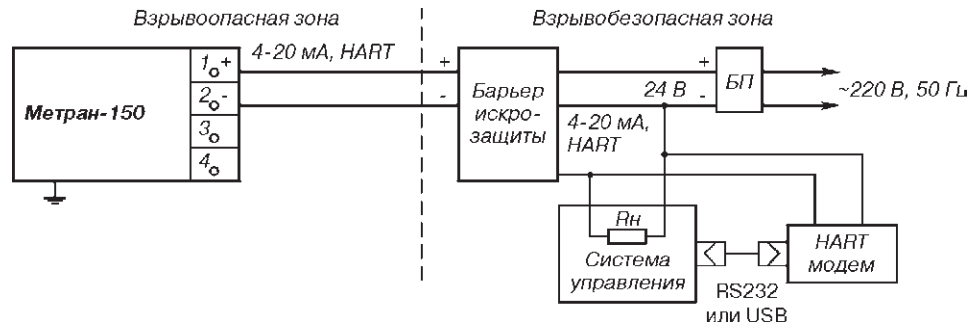 Взрывоопасная зона
Взрывобезопасная зона
Метран-150
1 +
2 -
3
4
4-20 мА, HART
+
-
Барьер
искро-
защиты
+
24 В -
БП
~220 В, 50 Гц
4-20 мА,
HART
Rн
Система
управления
HART
модем
RS232
или USB